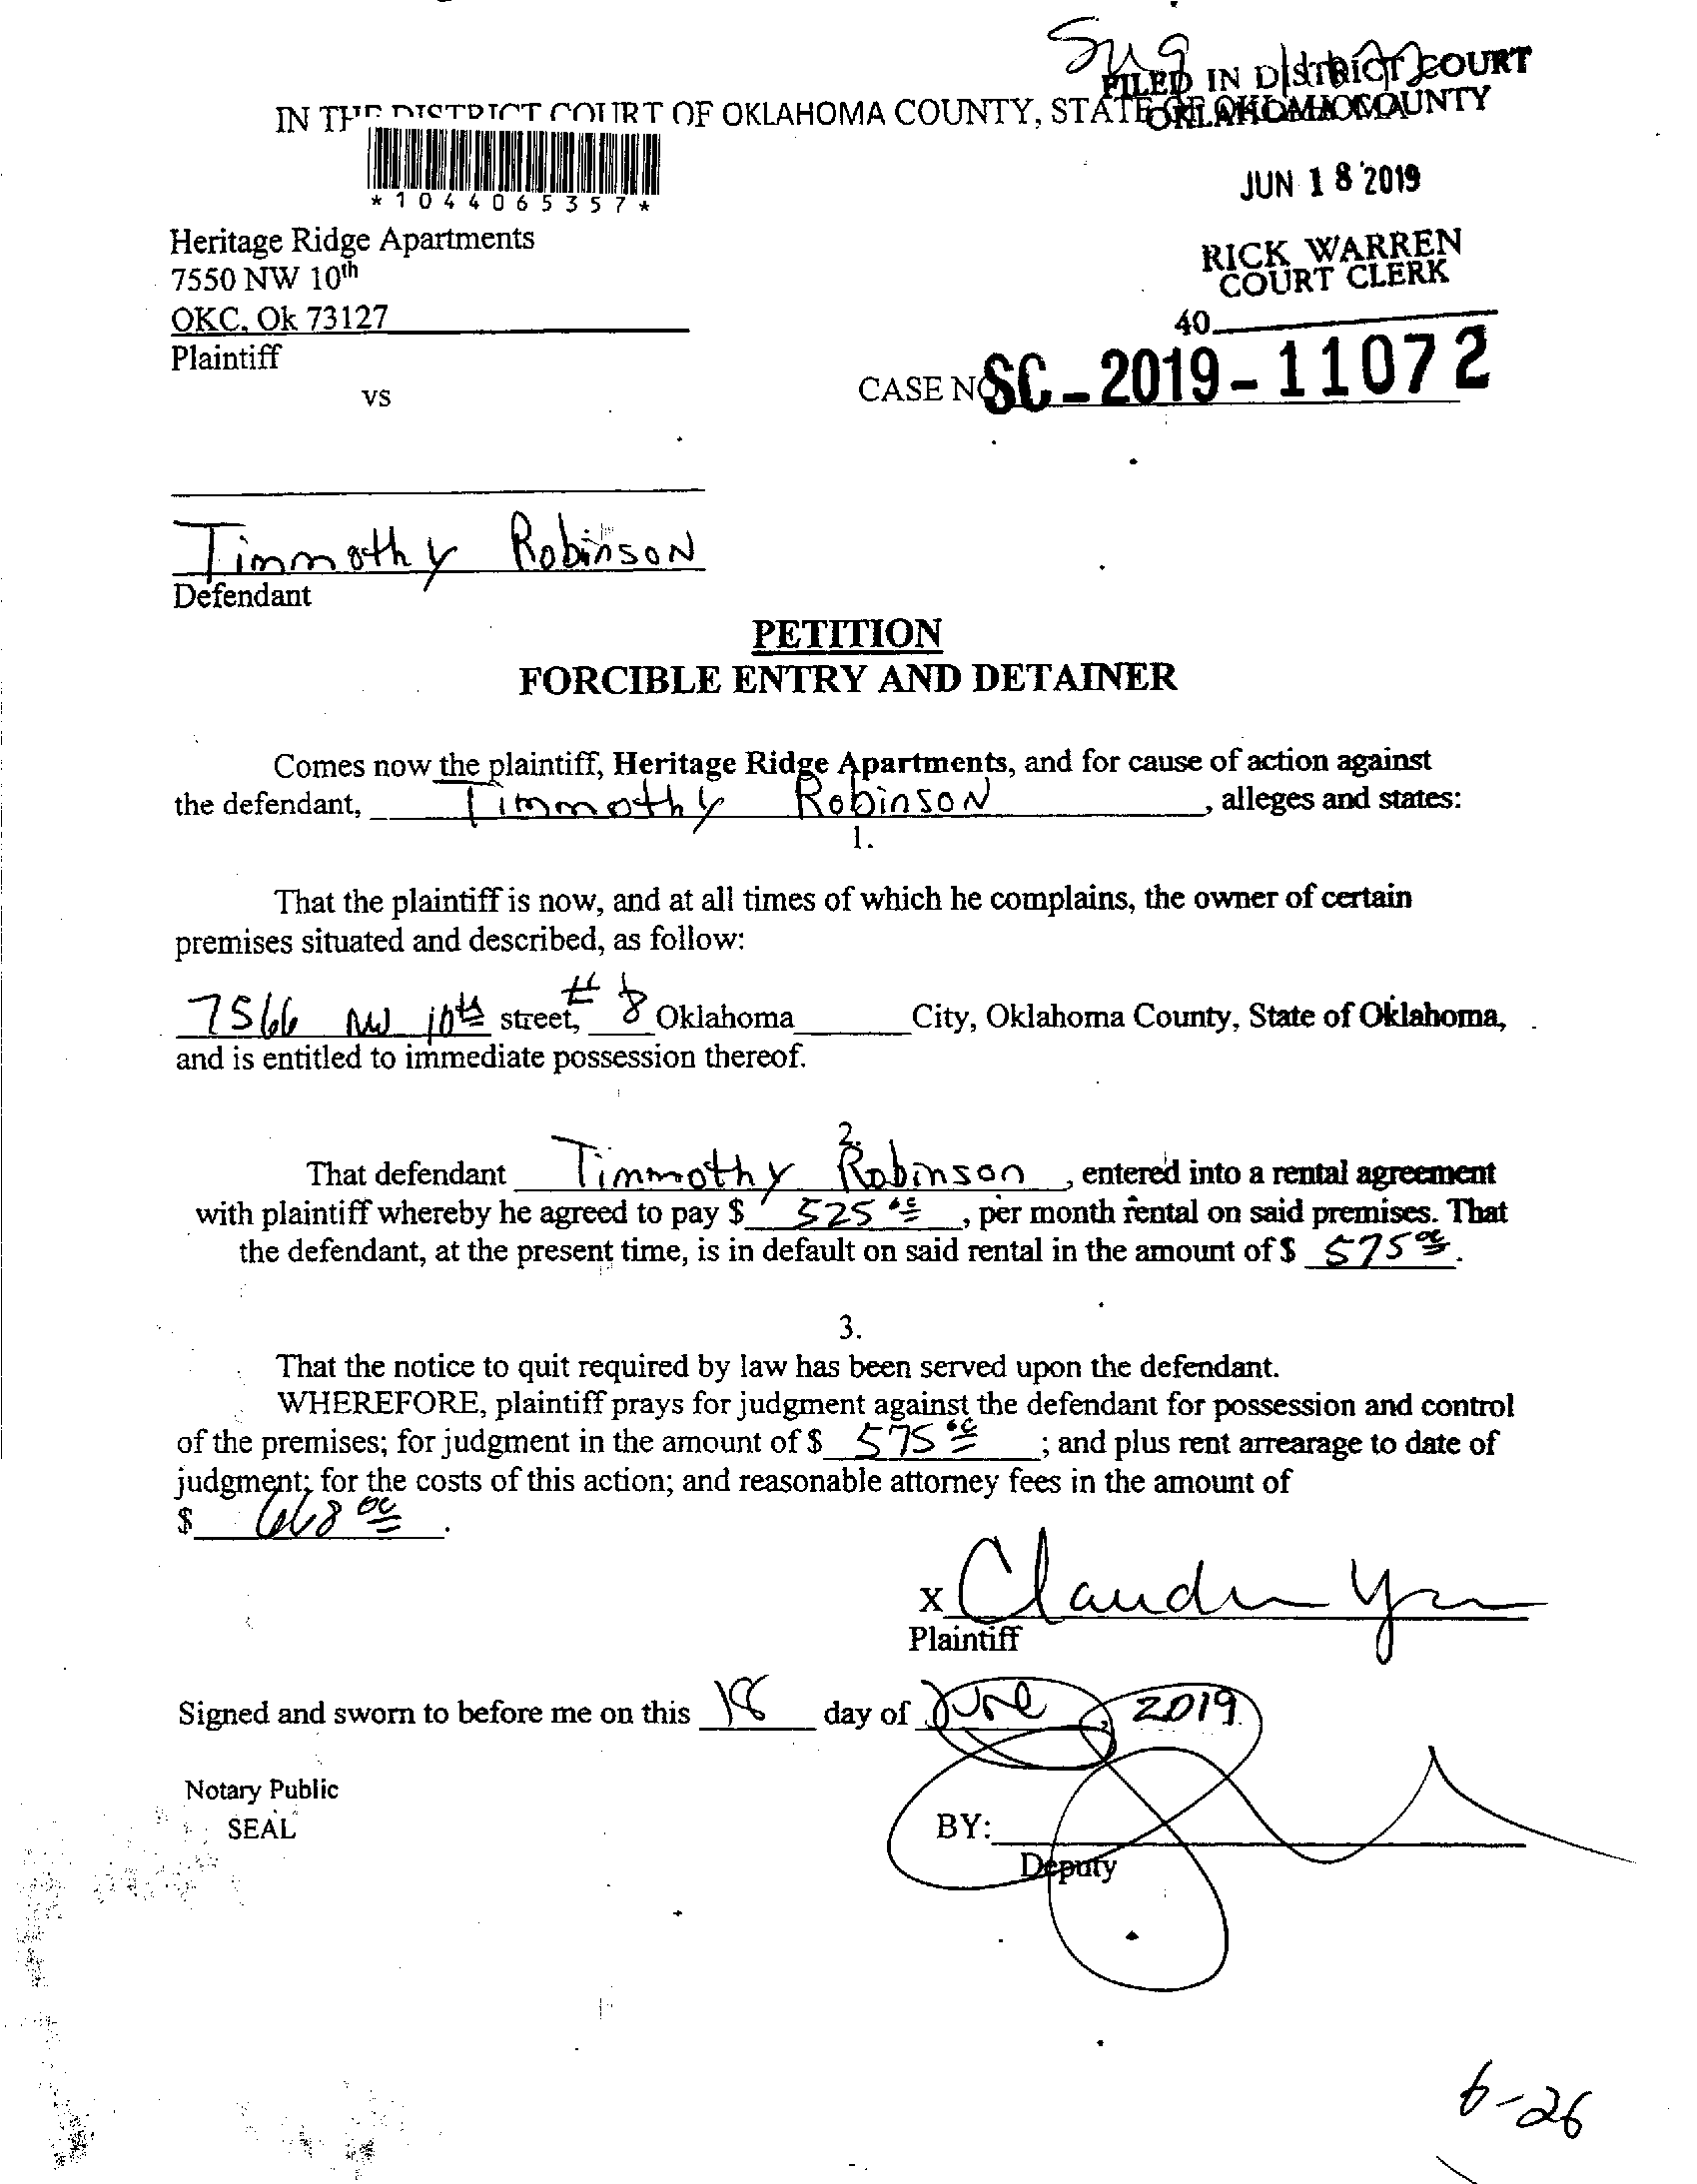 FILED IN DISTRICT COURT
OKLAHOMA COUNTY
IN THE DISTRICT COURT OF OKLAHOMA COUNTY, STATE OF OKLAHOMA
*1044065357*
JUN 18 2019
Heritage Ridge Apartments
RICK WARREN
7550 NW 10th
COURT CLERK
OKC, Ok 73127
40
Plaintiff
CASE NO SC-2019-11072
vs
Timmothy Robinson
Defendant
PETITION
FORCIBLE ENTRY AND DETAINER
Comes now the plaintiff, Heritage Ridge Apartments, and for cause of action against
the defendant, Timmothy Robinson, alleges and states:
1.
That the plaintiff is now, and at all times of which he complains, the owner of certain
premises situated and described, as follow:
7566 NW 10th street, # 8 Oklahoma City, Oklahoma County, State of Oklahoma,
and is entitled to immediate possession thereof.
2.
That defendant Timmothy Robinson, entered into a rental agreement
with plaintiff whereby he agreed to pay $ 525 00, per month rental on said premises. That
the defendant, at the present time, is in default on said rental in the amount of $ 575 00.
3.
That the notice to quit required by law has been served upon the defendant.
WHEREFORE, plaintiff prays for judgment against the defendant for possession and control
of the premises; for judgment in the amount of $ 575 00; and plus rent arrearage to date of
judgment; for the costs of this action; and reasonable attorney fees in the amount of
$ 668 00.
x
Plaintiff
Signed and sworn to before me on this 18 day of June, 2019
Notary Public
SEAL
BY:
Deputy
6-26